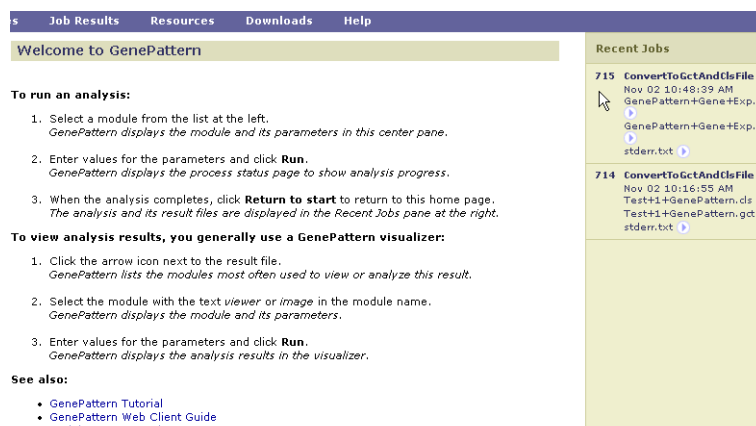 Job Results Resources Downloads Help
Welcome to GenePattern
To run an analysis:
1. Select a module from the list at the left.
GenePattern displays the module and its parameters in this center pane.
2. Enter values for the parameters and click Run.
GenePattern displays the process status page to show analysis progress.
3. When the analysis completes, click Return to start to return to this home page.
The analysis and its result files are displayed in the Recent Jobs pane at the right.
To view analysis results, you generally use a GenePattern visualizer:
1. Click the arrow icon next to the result file.
GenePattern lists the modules most often used to view or analyze this result.
2. Select the module with the text viewer or image in the module name.
GenePattern displays the module and its parameters.
3. Enter values for the parameters and click Run.
GenePattern displays the analysis results in the visualizer.
See also:
• GenePattern Tutorial
• GenePattern Web Client Guide
Recent Jobs
715 ConvertToGctAndClsFile
Nov 02 10:48:39 AM
GenePattern+Gene+Exp.
GenePattern+Gene+Exp.
stderr.txt
714 ConvertToGctAndClsFile
Nov 02 10:16:55 AM
Test+1+GenePattern.cls
Test+1+GenePattern.gct
stderr.txt